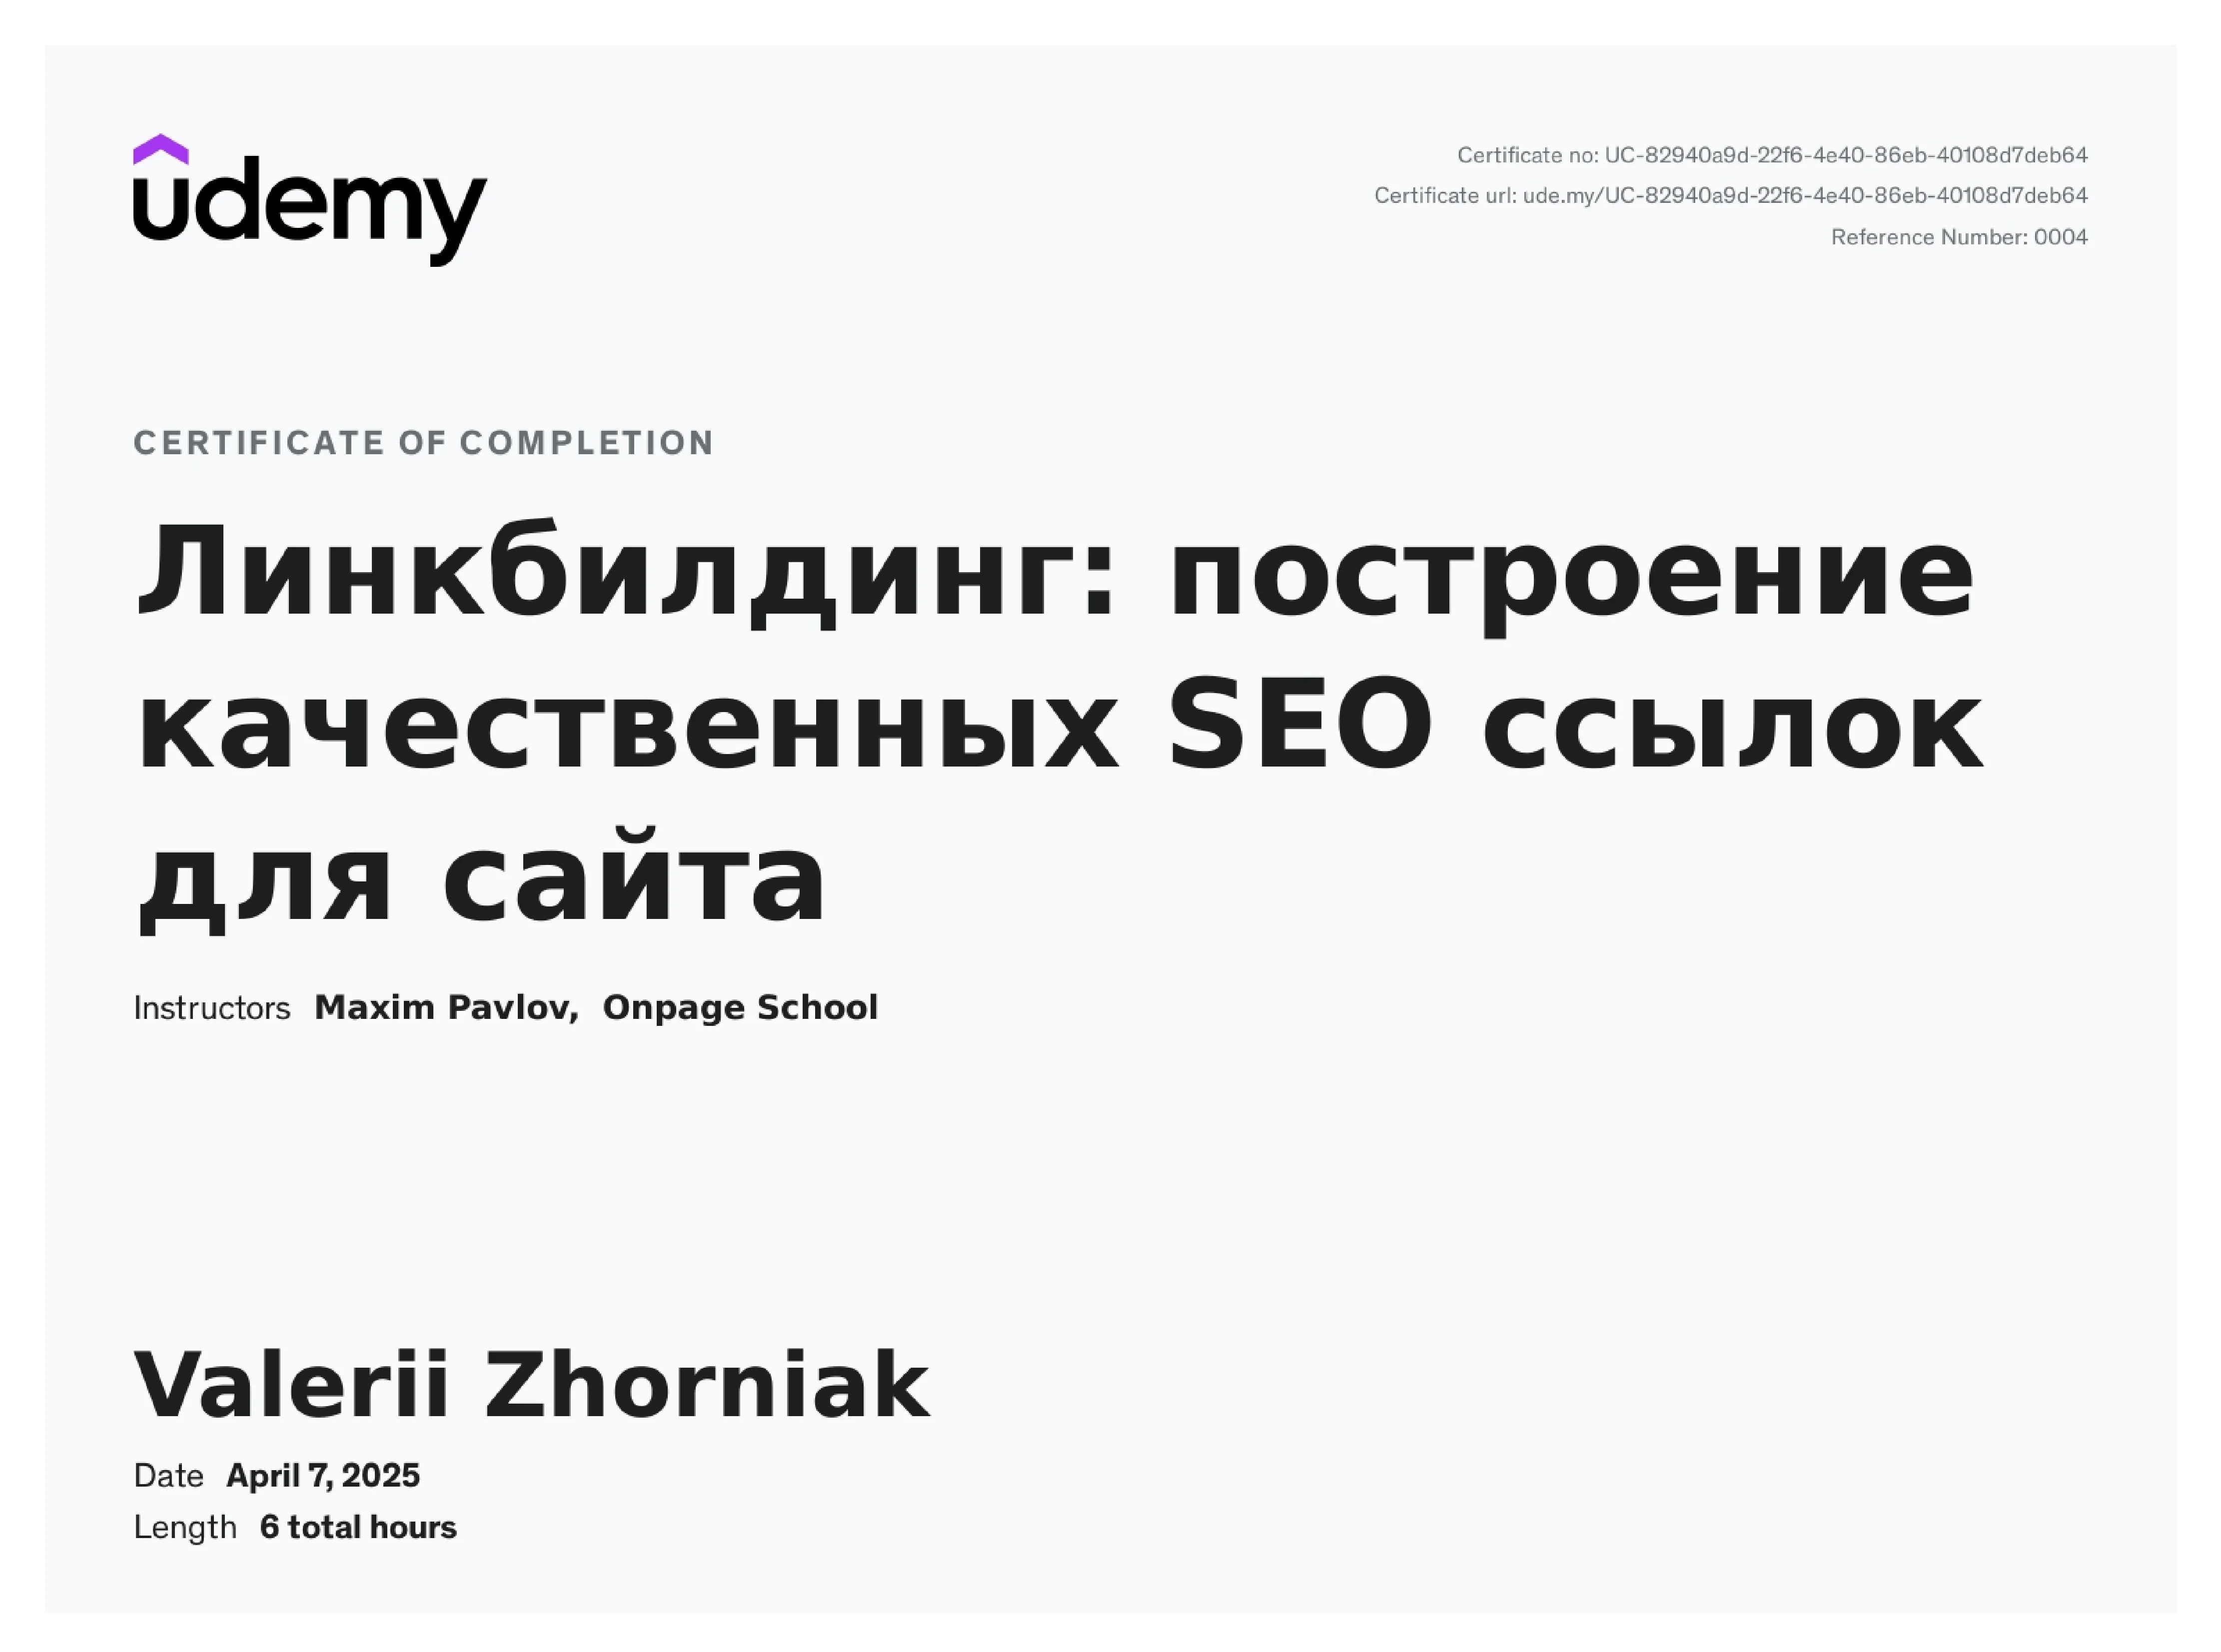 udemy
Certificate no: UC-82940a9d-22f6-4e40-86eb-40108d7deb64
Certificate url: ude.my/UC-82940a9d-22f6-4e40-86eb-40108d7deb64
Reference Number: 0004
CERTIFICATE OF COMPLETION
Линкбилдинг: построение
качественных SEO ссылок
для сайта
Instructors Maxim Pavlov, Onpage School
Valerii Zhorniak
Date April 7, 2025
Length 6 total hours